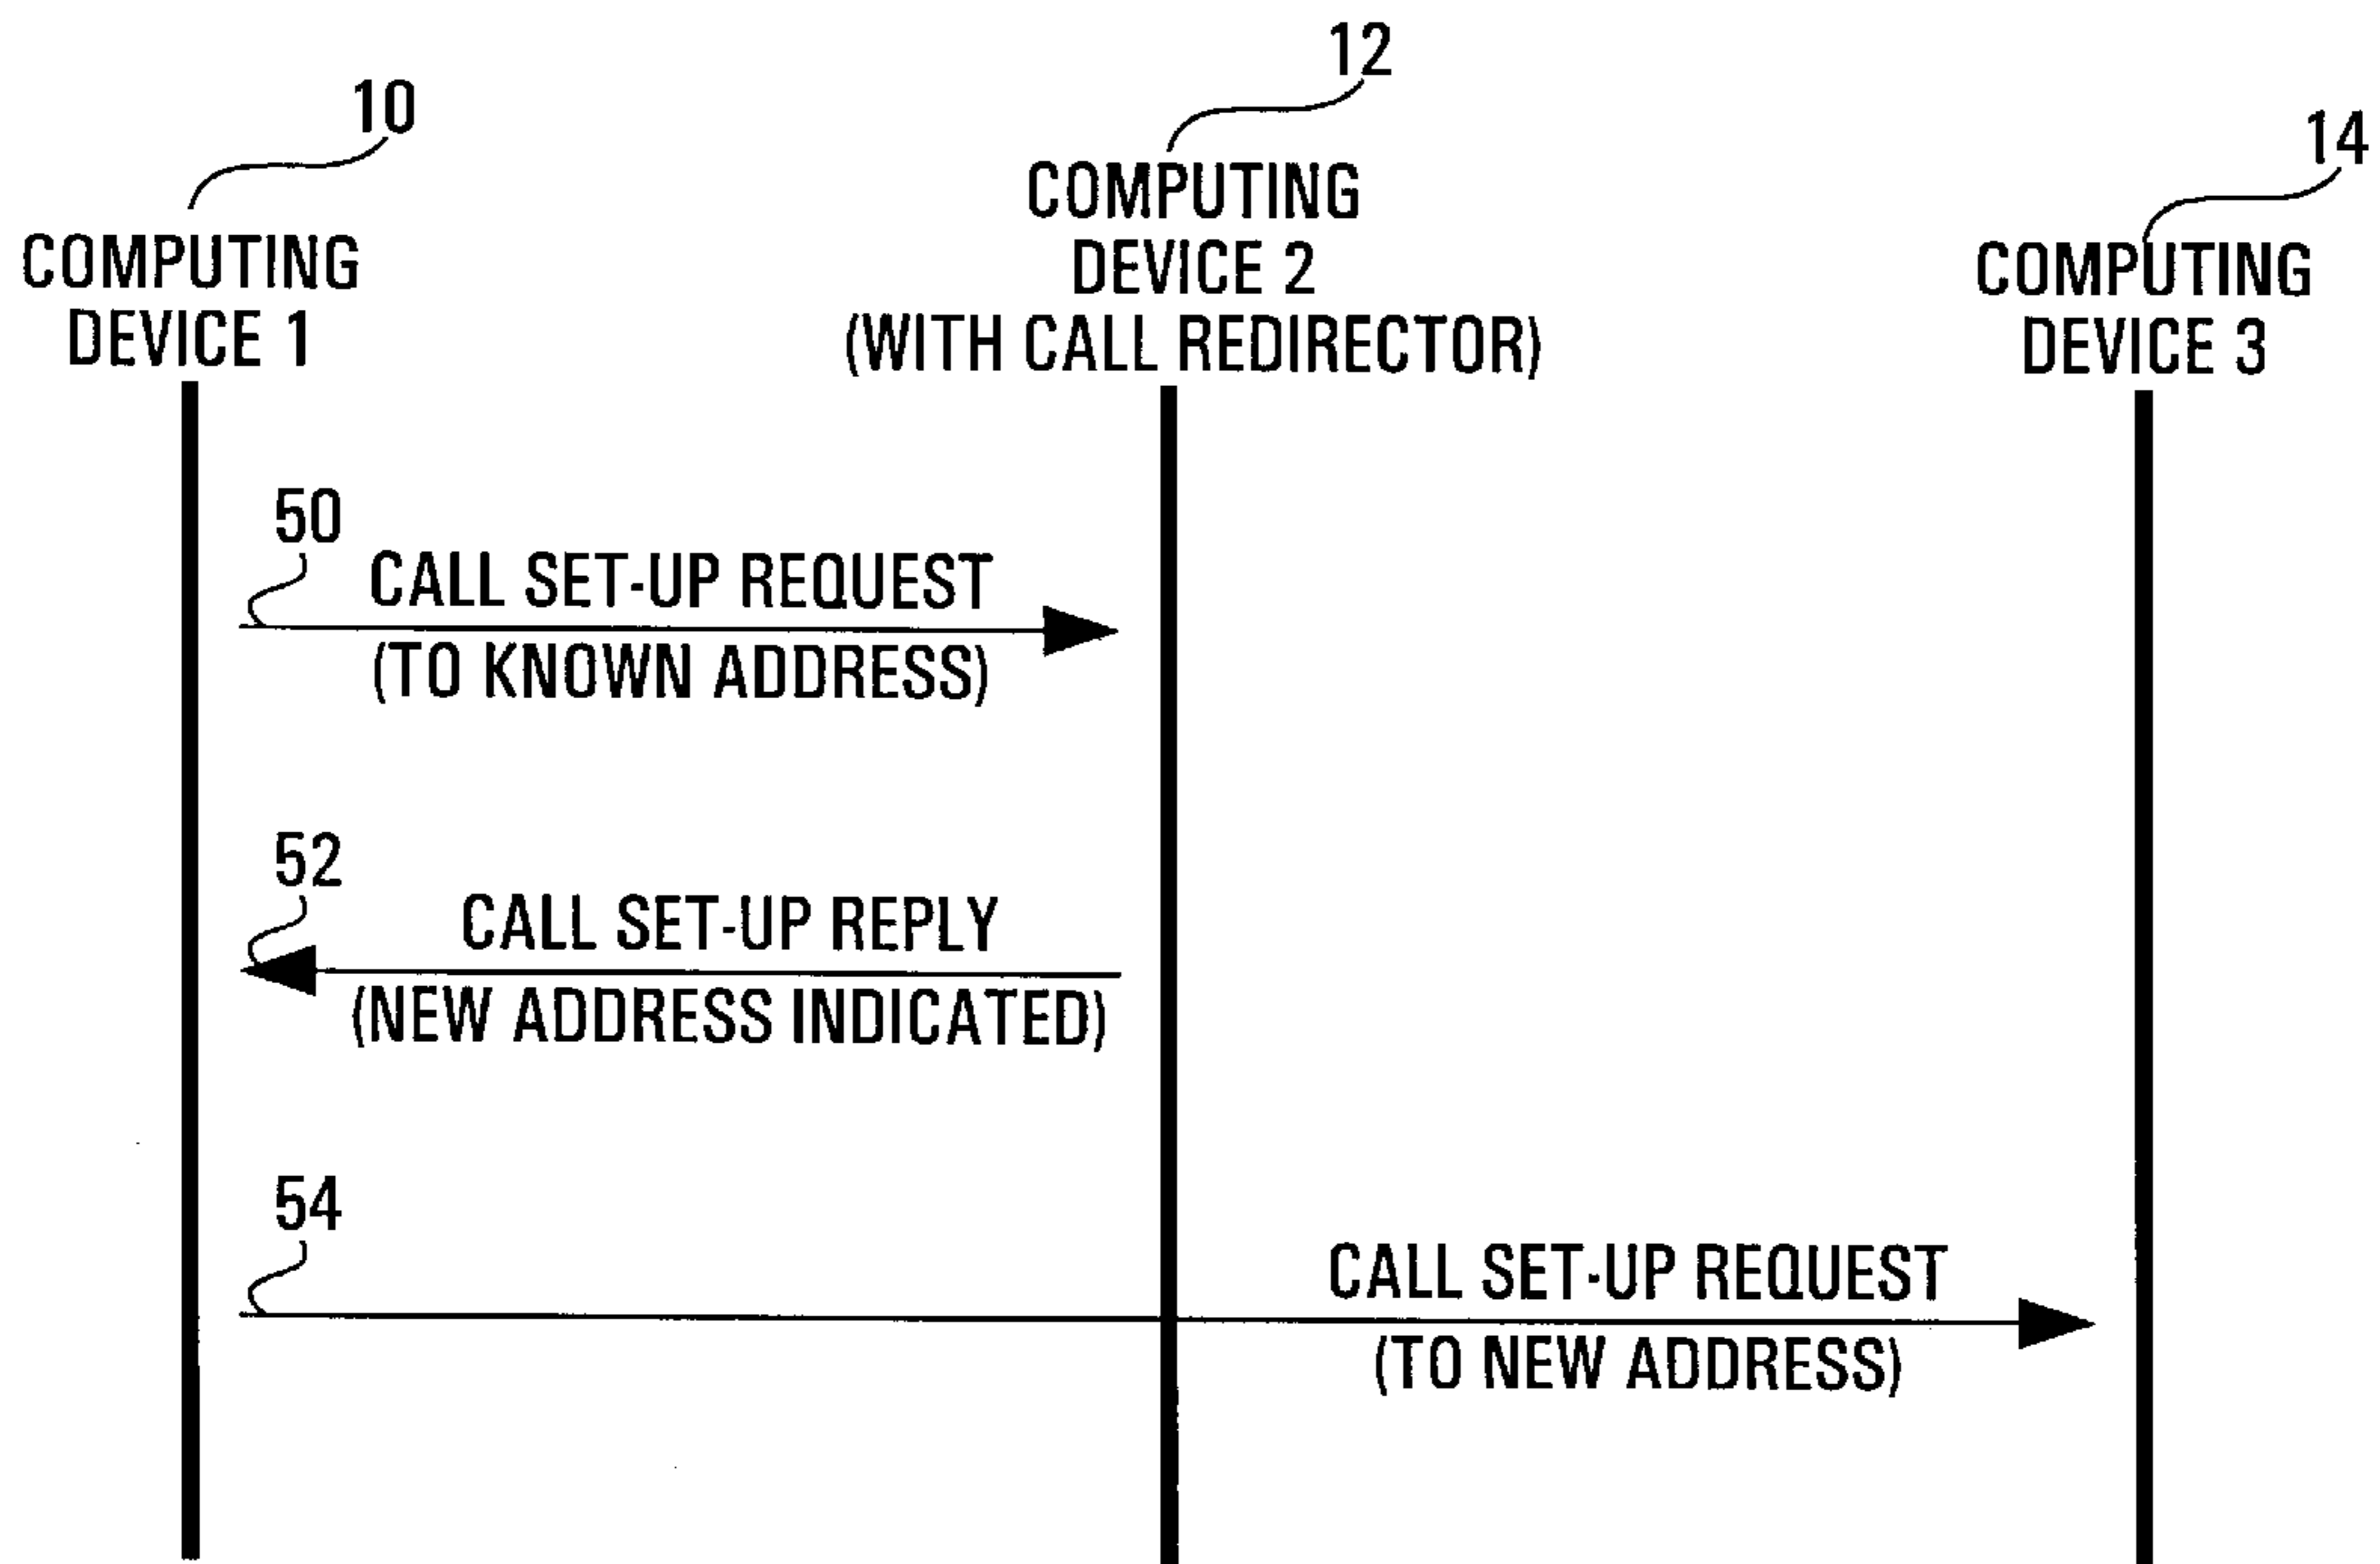 10
COMPUTING
DEVICE 1
12
COMPUTING
DEVICE 2
(WITH CALL REDIRECTOR)
14
COMPUTING
DEVICE 3
50
CALL SET-UP REQUEST
(TO KNOWN ADDRESS)
52
CALL SET-UP REPLY
(NEW ADDRESS INDICATED)
54
CALL SET-UP REQUEST
(TO NEW ADDRESS)